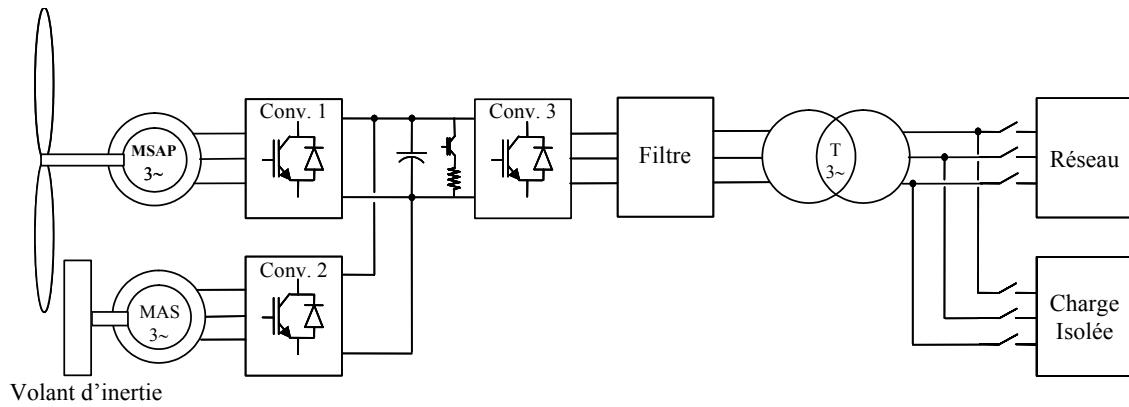 Conv. 1
MSAP
3~
Conv. 3
Filtre
T
3~
Réseau
Conv. 2
MAS
3~
Charge
Isolée
Volant d'inertie